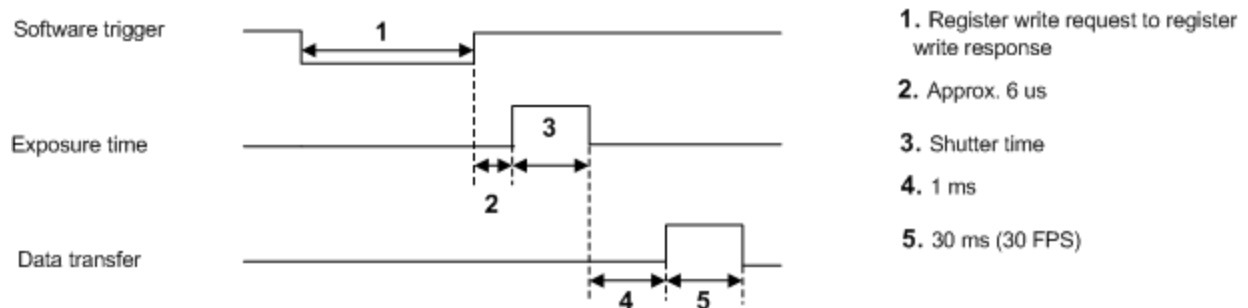 Software trigger
1
1. Register write request to register
write response
2. Approx. 6 us
Exposure time
3
3. Shutter time
2
4. 1 ms
Data transfer
5. 30 ms (30 FPS)
4
5